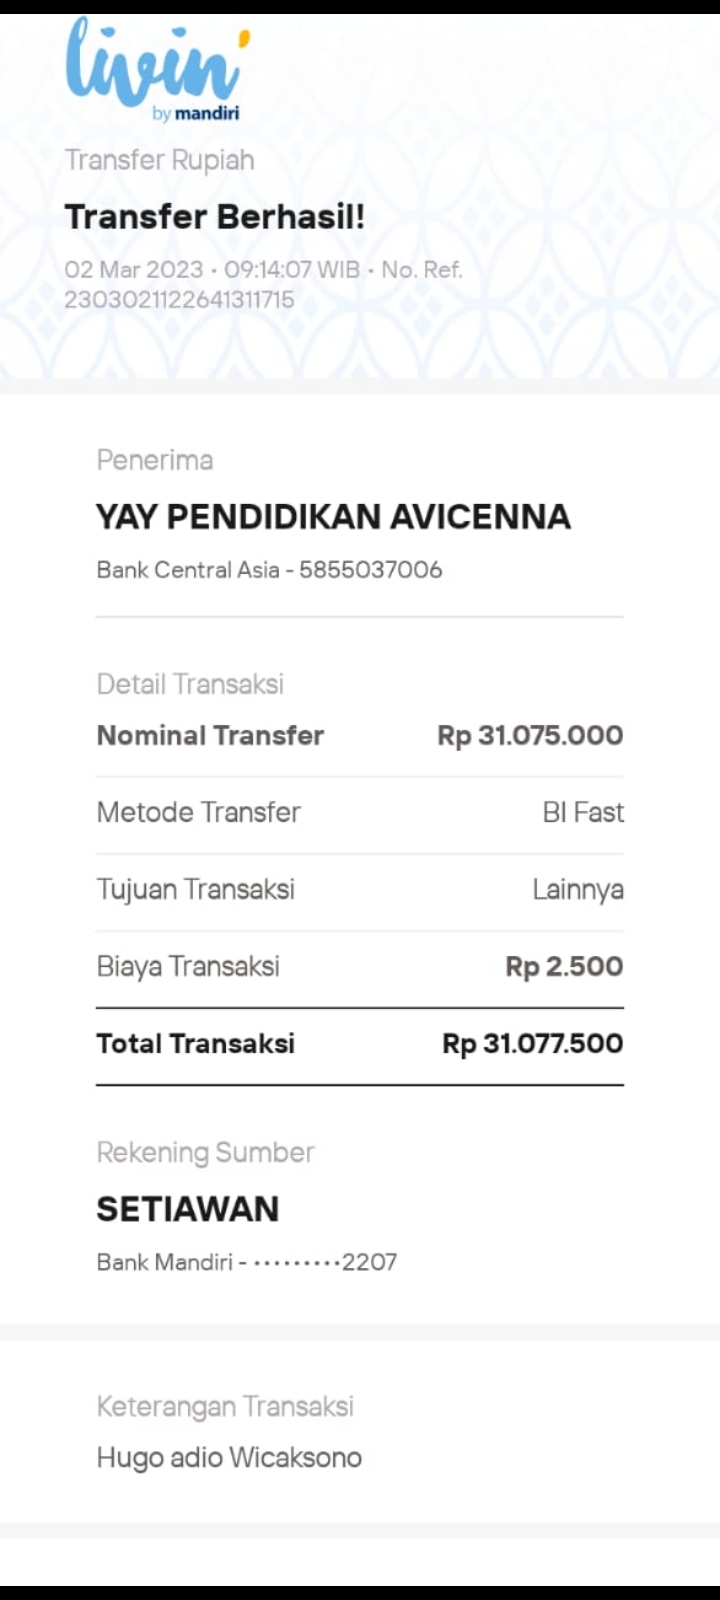 livin'
by mandiri
Transfer Rupiah
Transfer Berhasil!
02 Mar 2023 • 09:14:07 WIB • No. Ref.
2303021122641311715
Penerima
YAY PENDIDIKAN AVICENNA
Bank Central Asia - 5855037006
Detail Transaksi
Nominal Transfer Rp 31.075.000
Metode Transfer BI Fast
Tujuan Transaksi Lainnya
Biaya Transaksi Rp 2.500
Total Transaksi Rp 31.077.500
Rekening Sumber
SETIAWAN
Bank Mandiri - •••••••••2207
Keterangan Transaksi
Hugo adio Wicaksono